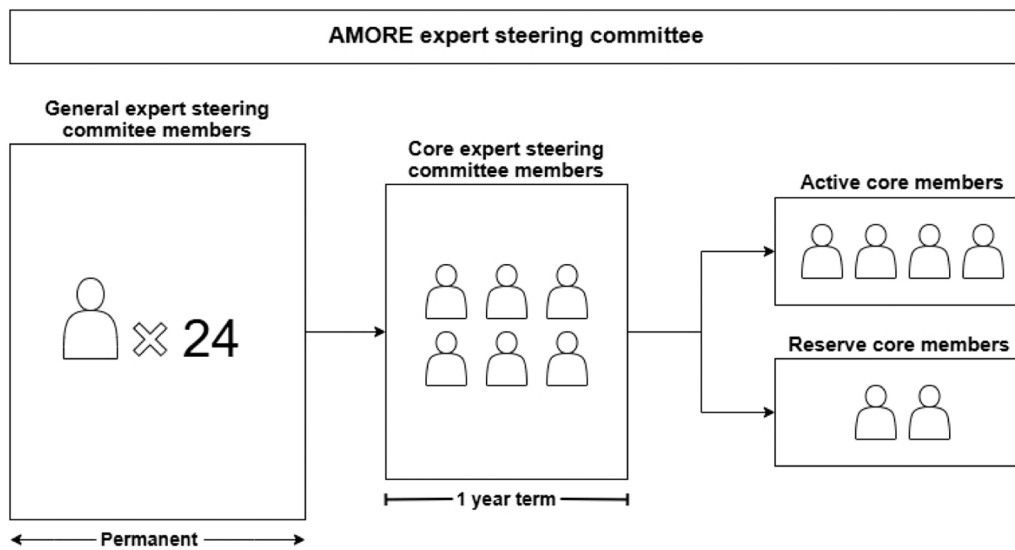 AMORE expert steering committee
General expert steering
commitee members
× 24
Permanent
Core expert steering
committee members
1 year term
Active core members
Reserve core members